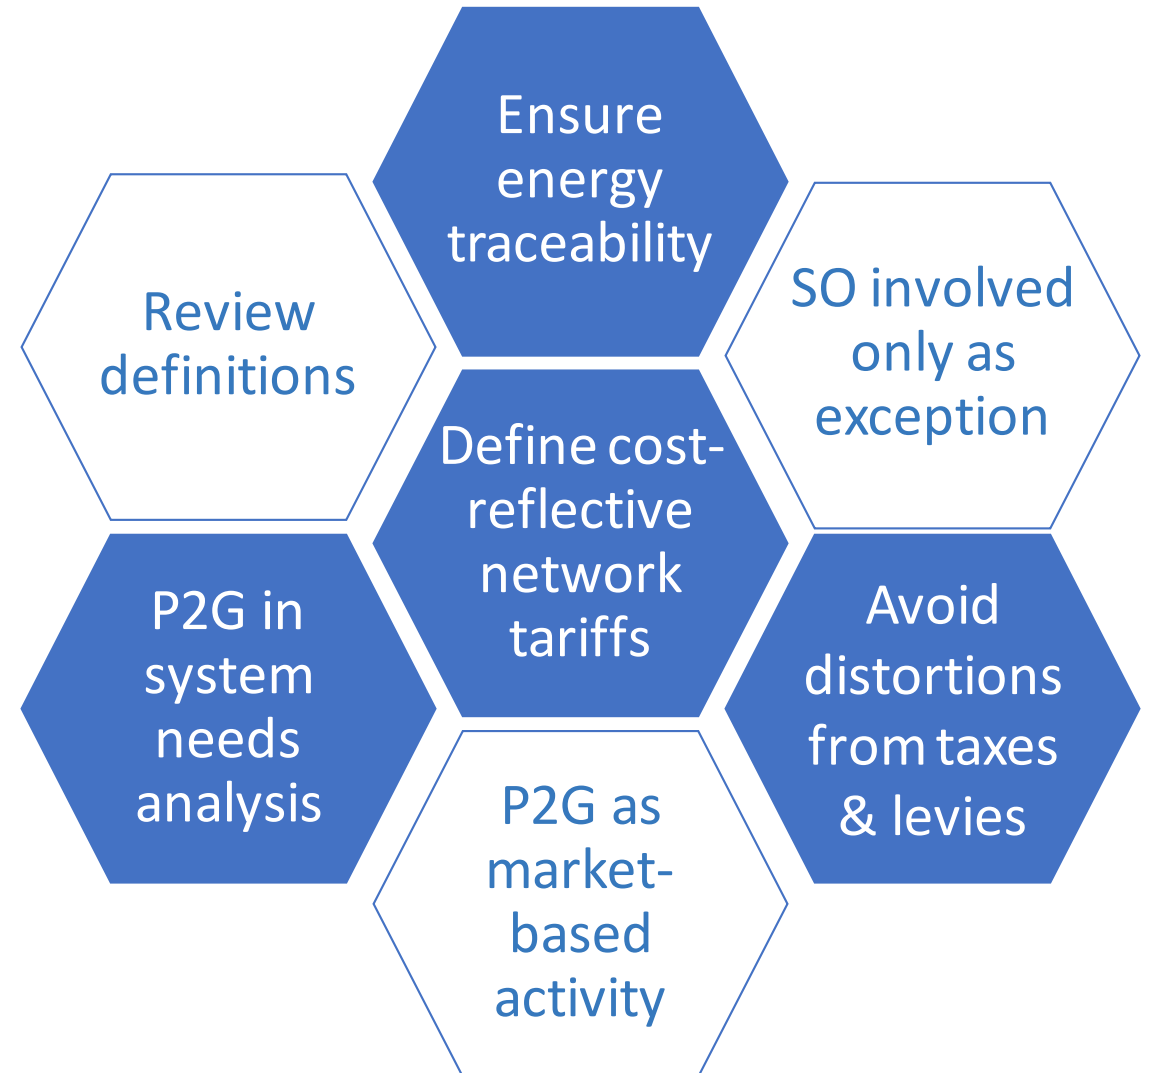 Ensure
energy
traceability
Review
definitions
SO involved
only as
exception
Define cost-
reflective
network
tariffs
P2G in
system
needs
analysis
Avoid
distortions
from taxes
& levies
P2G as
market-
based
activity